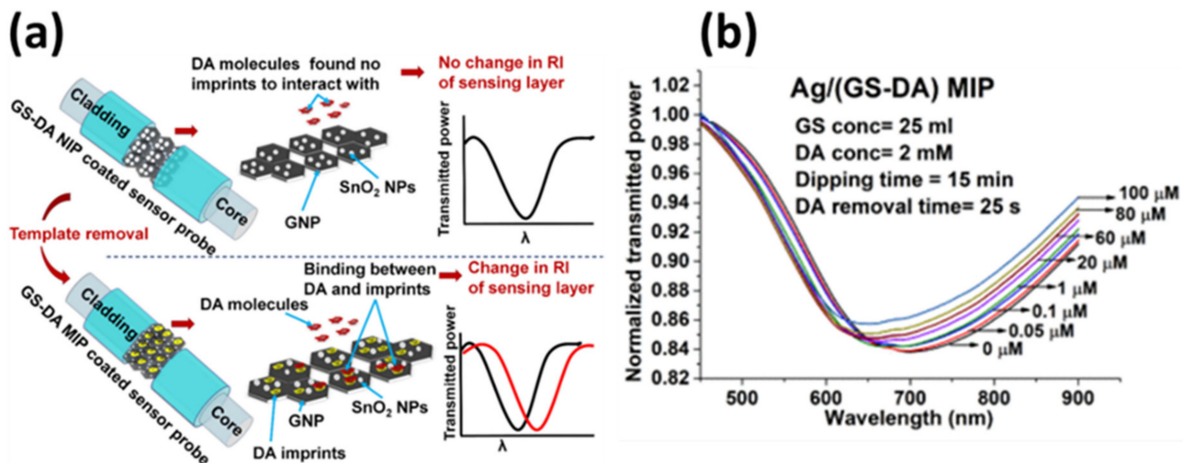 (a)
DA molecules found no
imprints to interact with
No change in RI
of sensing layer
Cladding
GS-DA NIP coated sensor probe
Core
SnO2 NPs
GNP
Transmitted power
λ
Template removal
Binding between
DA and imprints
Change in RI
of sensing layer
DA molecules
Cladding
GS-DA MIP coated sensor probe
Core
SnO2 NPs
GNP
DA imprints
Transmitted power
λ
(b)
Ag/(GS-DA) MIP
GS conc= 25 ml
DA conc= 2 mM
Dipping time = 15 min
DA removal time= 25 s
Normalized transmitted power
1.02
1.00
0.98
0.96
0.94
0.92
0.90
0.88
0.86
0.84
0.82
100 μM
80 μM
60 μM
20 μM
1 μM
0.1 μM
0.05 μM
0 μM
500 600 700 800 900
Wavelength (nm)